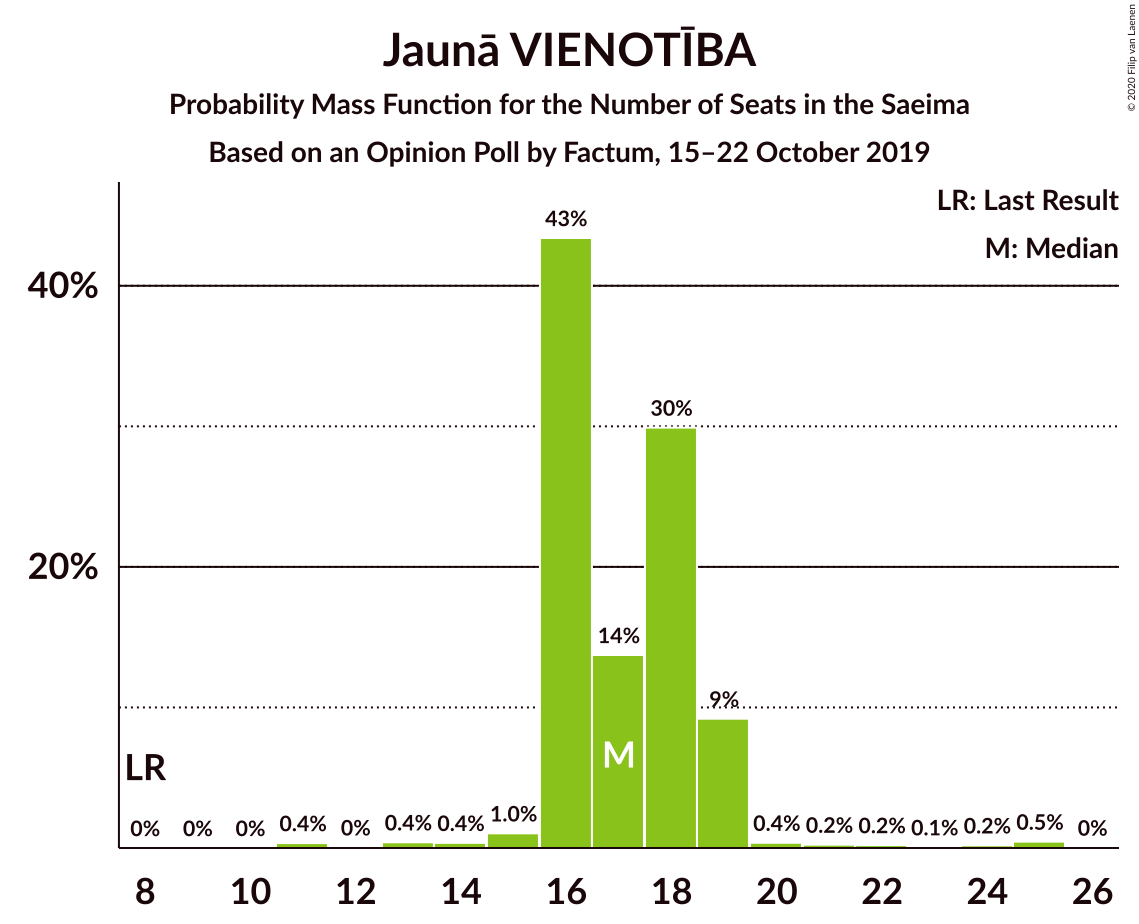 Jaunā VIENOTĪBA
Probability Mass Function for the Number of Seats in the Saeima
Based on an Opinion Poll by Factum, 15–22 October 2019
© 2020 Filip van Laenen
LR: Last Result
M: Median
40%
20%
43%
30%
14%
9%
M
LR
0% 0% 0% 0.4% 0% 0.4% 0.4% 1.0% 0.4% 0.2% 0.2% 0.1% 0.2% 0.5% 0%
8 10 12 14 16 18 20 22 24 26